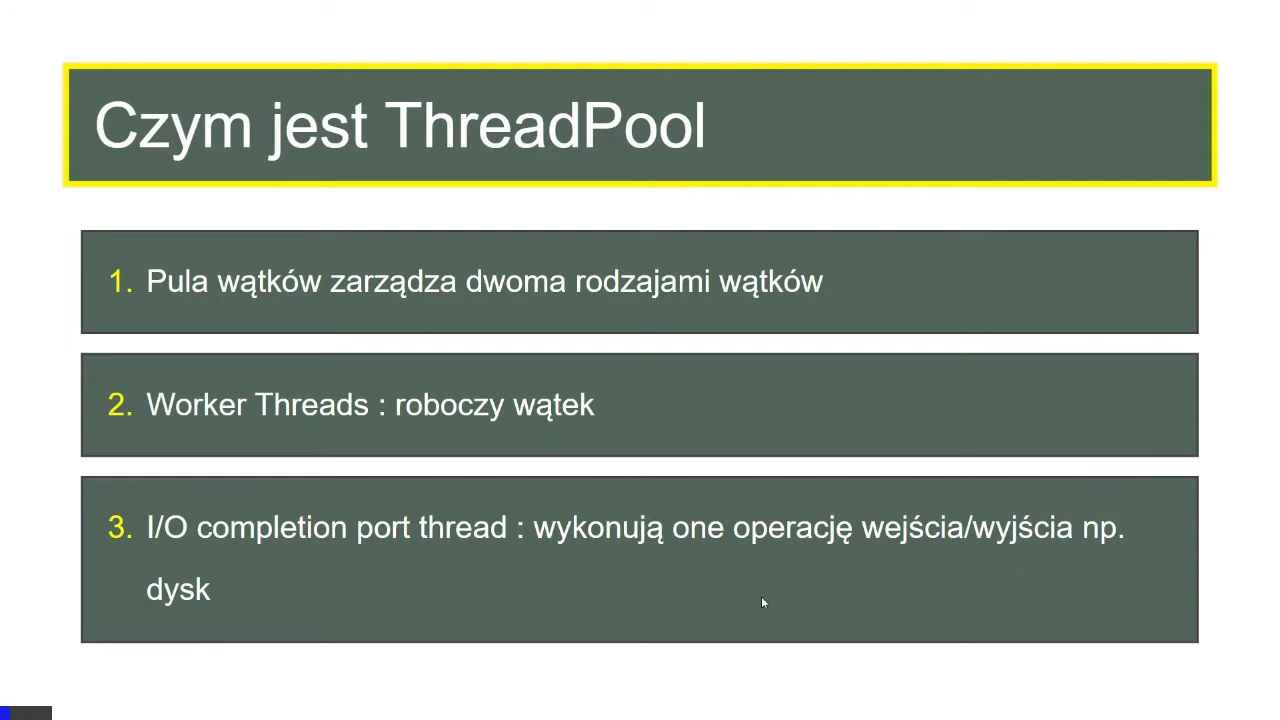 Czym jest ThreadPool
1. Pula wątków zarządza dwoma rodzajami wątków
2. Worker Threads : roboczy wątek
3. I/O completion port thread : wykonują one operację wejścia/wyjścia np.
dysk